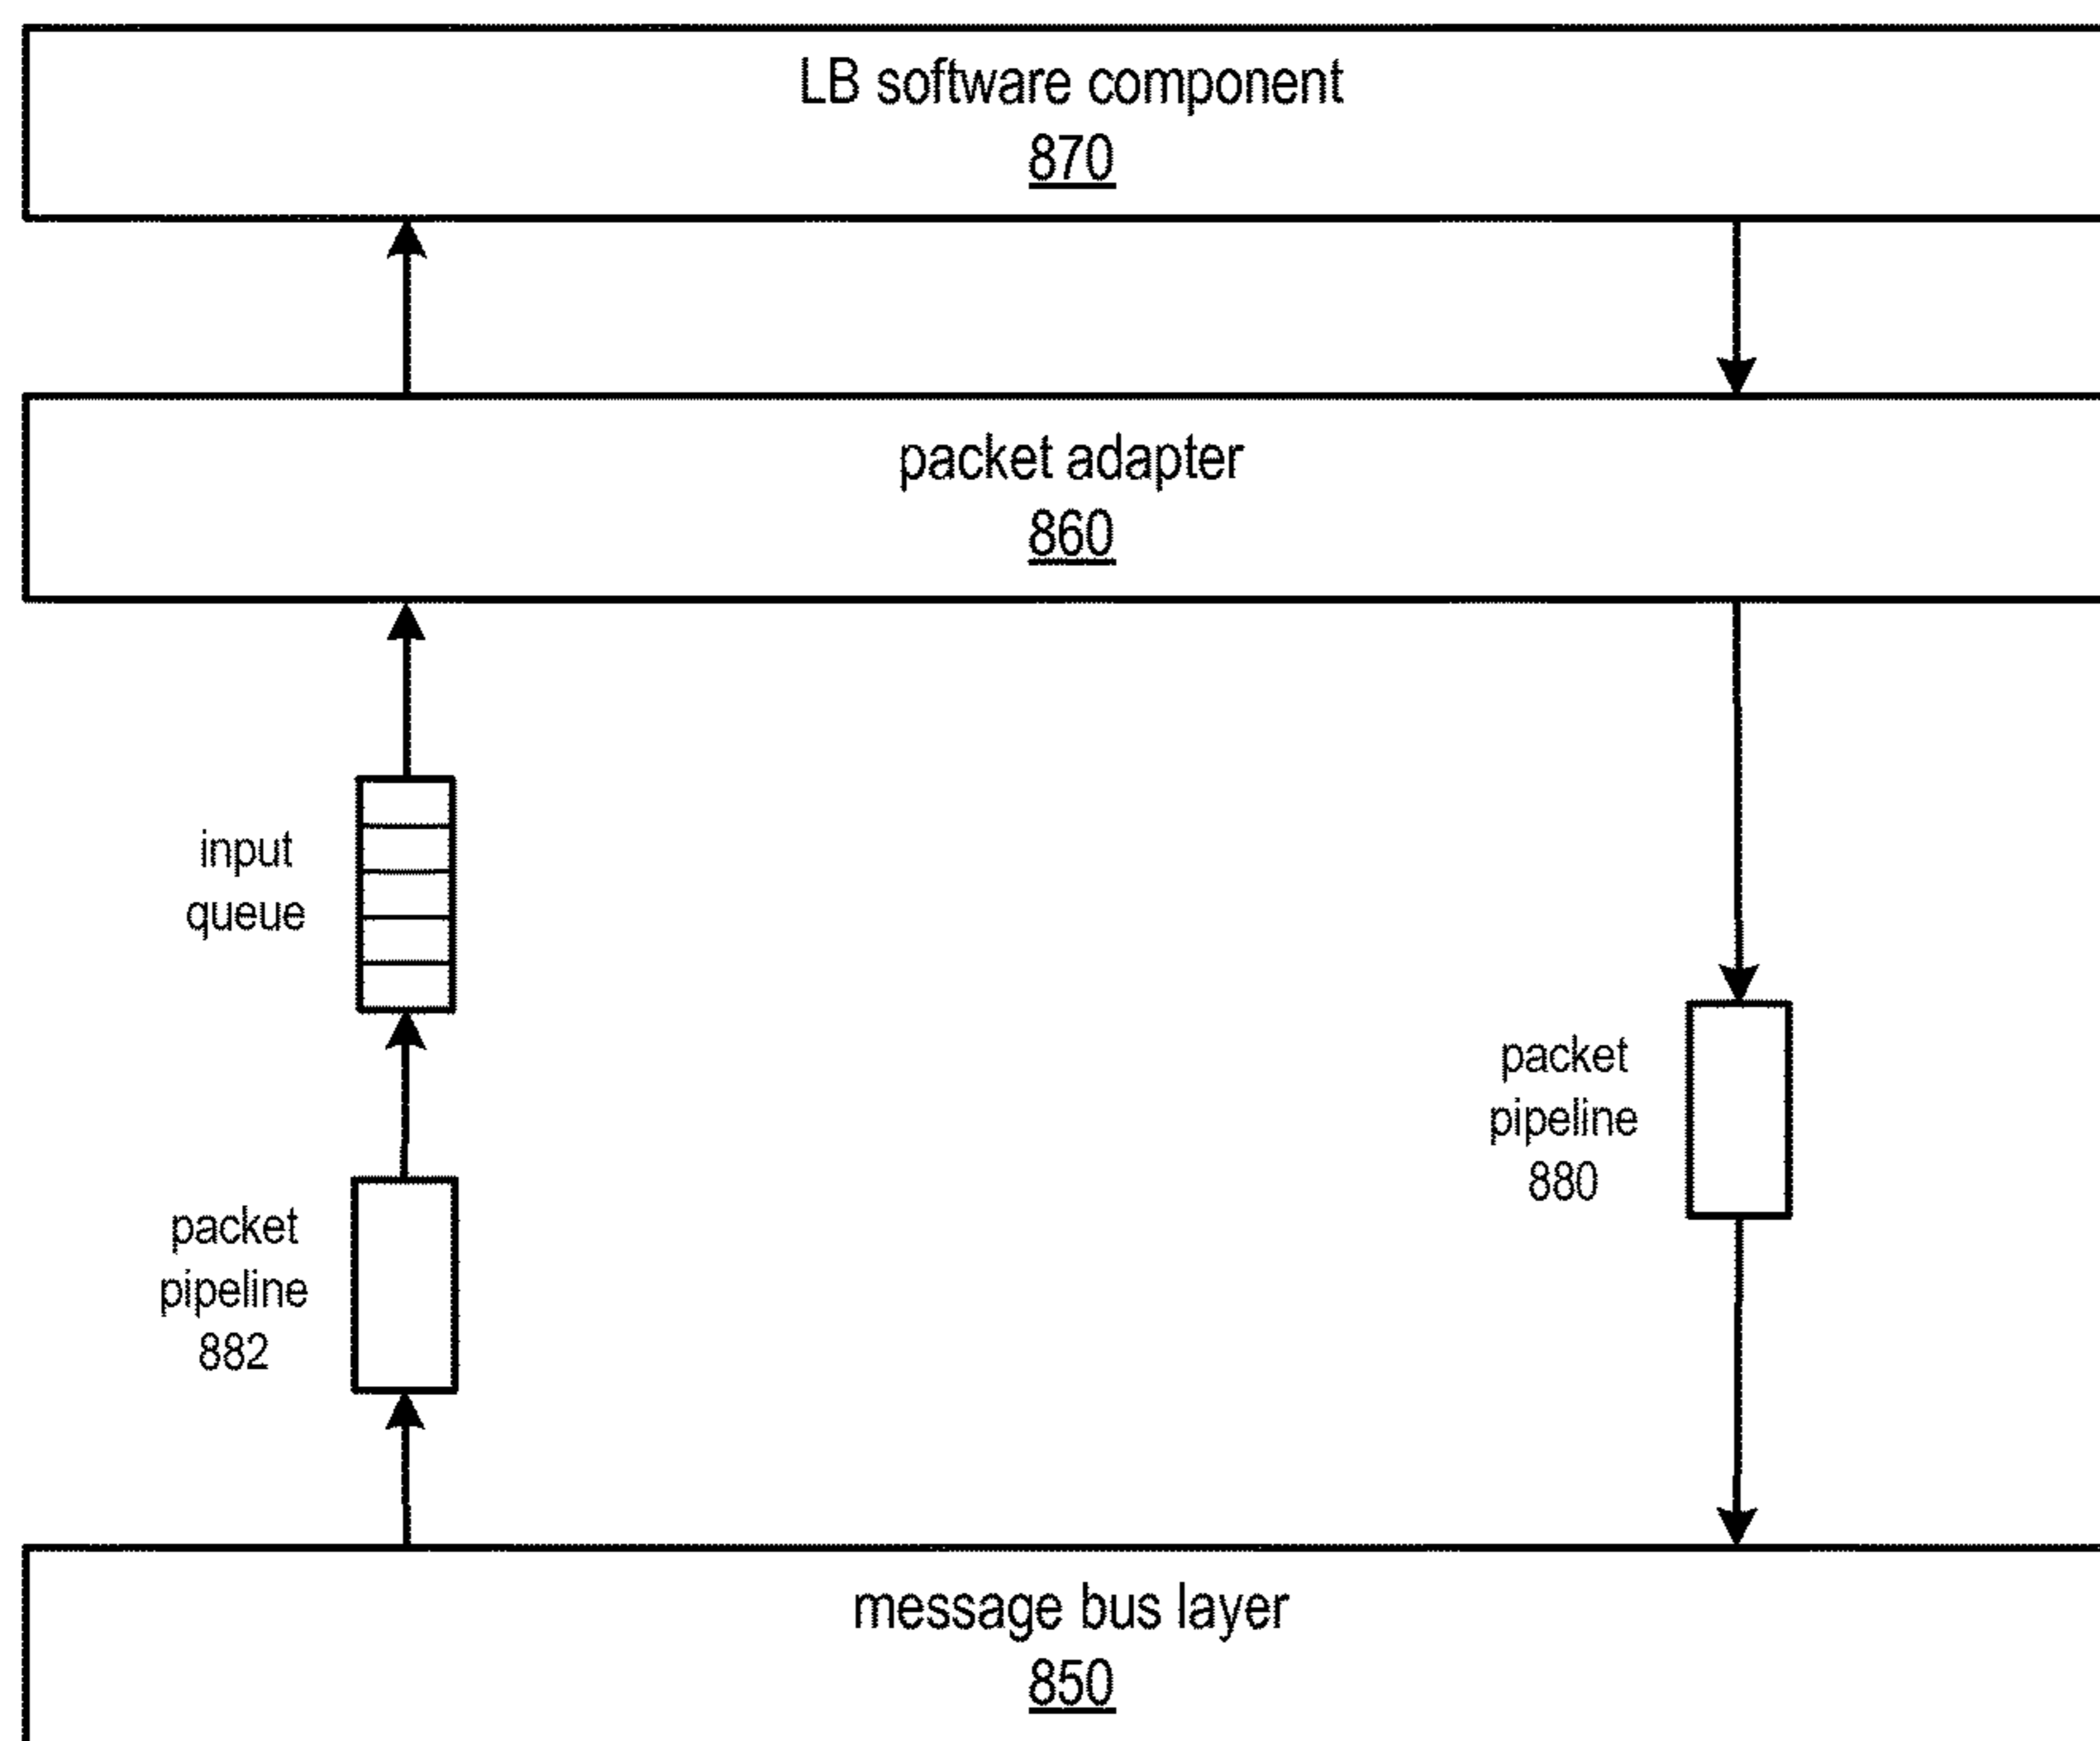 LB software component
870
packet adapter
860
input
queue
packet
pipeline
880
packet
pipeline
882
message bus layer
850